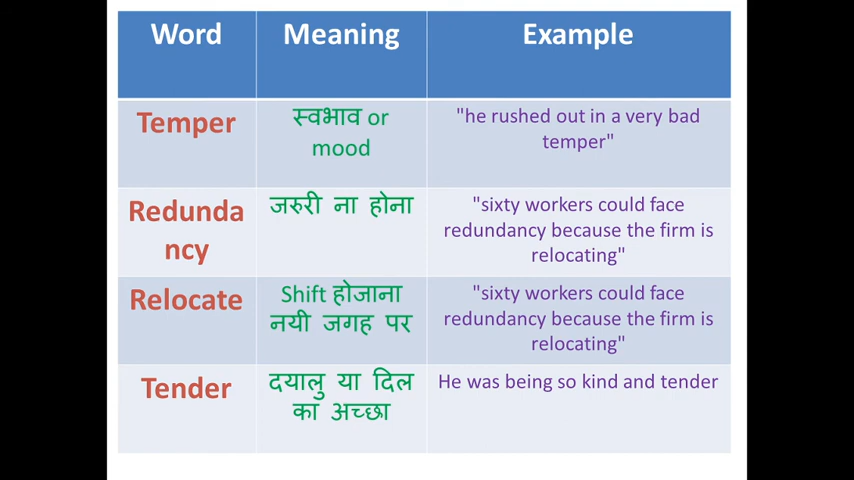 Word Meaning Example
Temper
स्वभाव or
mood
"he rushed out in a very bad
temper"
Redunda
ncy
जरुरी ना होना
"sixty workers could face
redundancy because the firm is
relocating"
Relocate
Shift होजाना
नयी जगह पर
"sixty workers could face
redundancy because the firm is
relocating"
Tender
दयालु या दिल
का अच्छा
He was being so kind and tender